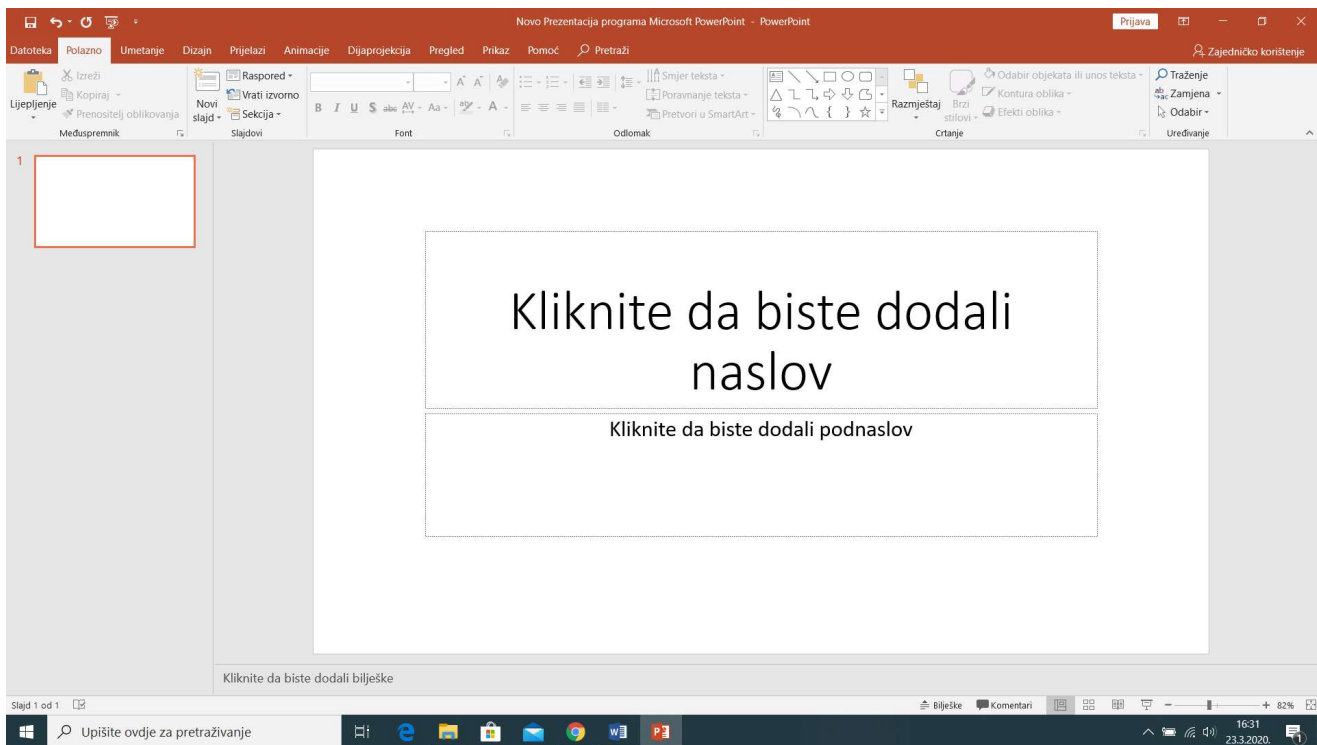 Novo Prezentacija programa Microsoft PowerPoint - PowerPoint
Prijava
Datoteka Polazno Umetanje Dizajn Prijelazi Animacije Dijaprojekcija Pregled Prikaz Pomoć Pretraži
Zajedničko korištenje
Lijepljenje
Izreži
Kopiraj
Prenositelj oblikovanja
Međuspremnik
Novi slajd
Raspored
Vrati izvorno
Sekcija
Slajdovi
B I U S abc AV Aa A
Font
Smjer teksta
Poravnanje teksta
Pretvori u SmartArt
Odlomak
Razmještaj
Brzi stilovi
Odabir objekata ili unos teksta
Kontura oblika
Efekti oblika
Crtanje
Traženje
Zamjena
Odabir
Uređivanje
1
Kliknite da biste dodali
naslov
Kliknite da biste dodali podnaslov
Kliknite da biste dodali bilješke
Slajd 1 od 1
Bilješke Komentari
82%
Upišite ovdje za pretraživanje
16:31
23.3.2020.